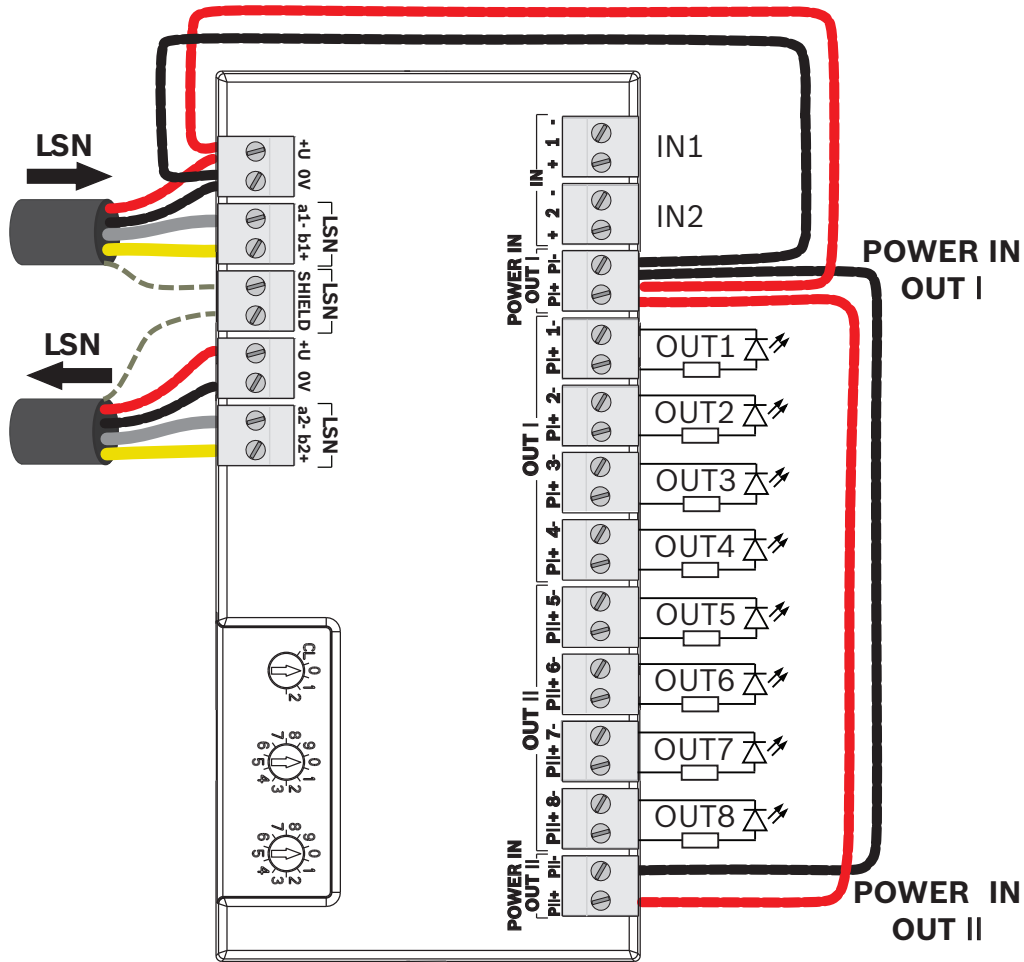 LSN
+U 0V
a1- b1+
LSN
SHIELD
LSN
LSN
+U 0V
a2- b2+
LSN
CL 0 1 2
0 1 2 3 4 5 6 7 8 9
0 1 2 3 4 5 6 7 8 9
IN
+ 1 -
IN1
+ 2 -
IN2
POWER IN
OUT I
PI+ PI-
POWER IN
OUT I
OUT I
PI+ 1-
OUT1
PI+ 2-
OUT2
PI+ 3-
OUT3
PI+ 4-
OUT4
OUT II
PII+ 5-
OUT5
PII+ 6-
OUT6
PII+ 7-
OUT7
PII+ 8-
OUT8
POWER IN
OUT II
PII+ PII-
POWER IN
OUT II